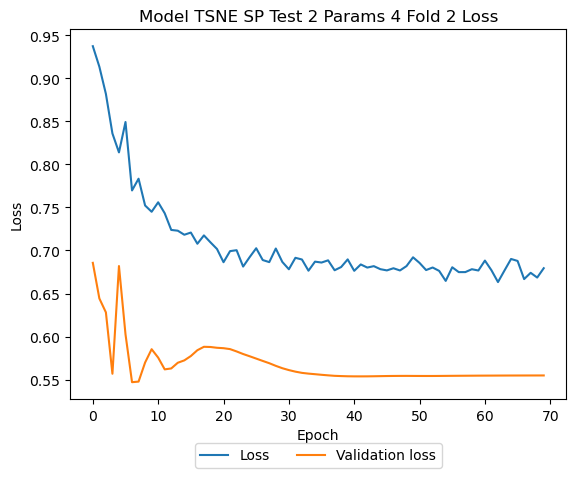 Model TSNE SP Test 2 Params 4 Fold 2 Loss
0.95
0.90
0.85
0.80
0.75
0.70
0.65
0.60
0.55
Loss
0 10 20 30 40 50 60 70
Epoch
Loss Validation loss